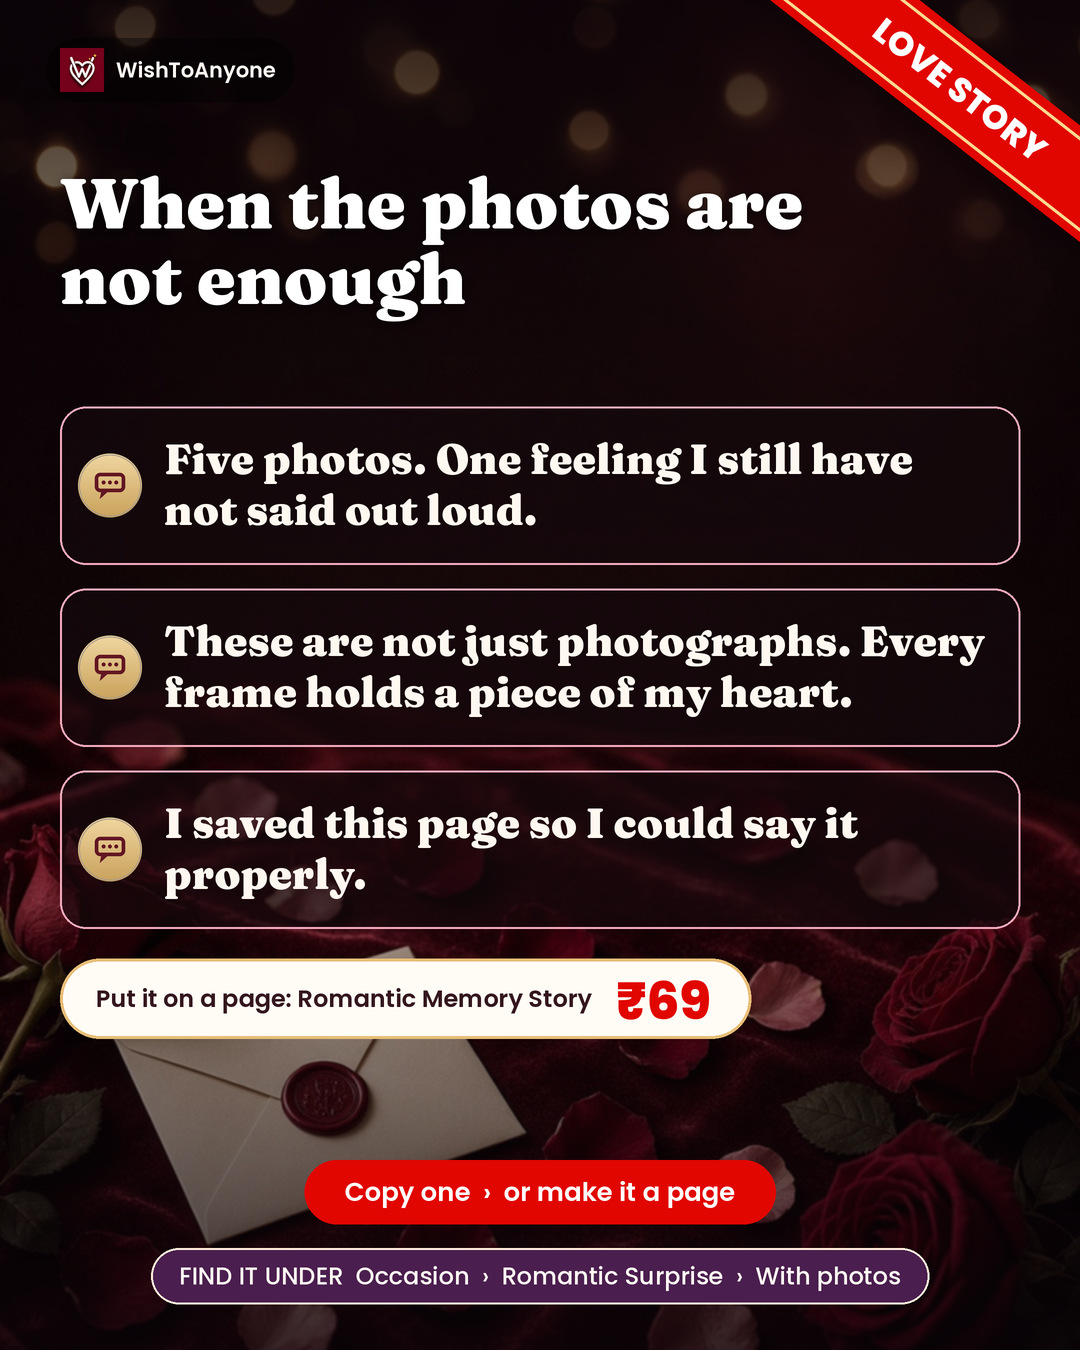 WishToAnyone
LOVE STORY
When the photos are
not enough
Five photos. One feeling I still have
not said out loud.
These are not just photographs. Every
frame holds a piece of my heart.
I saved this page so I could say it
properly.
Put it on a page: Romantic Memory Story ₹69
Copy one › or make it a page
FIND IT UNDER Occasion › Romantic Surprise › With photos